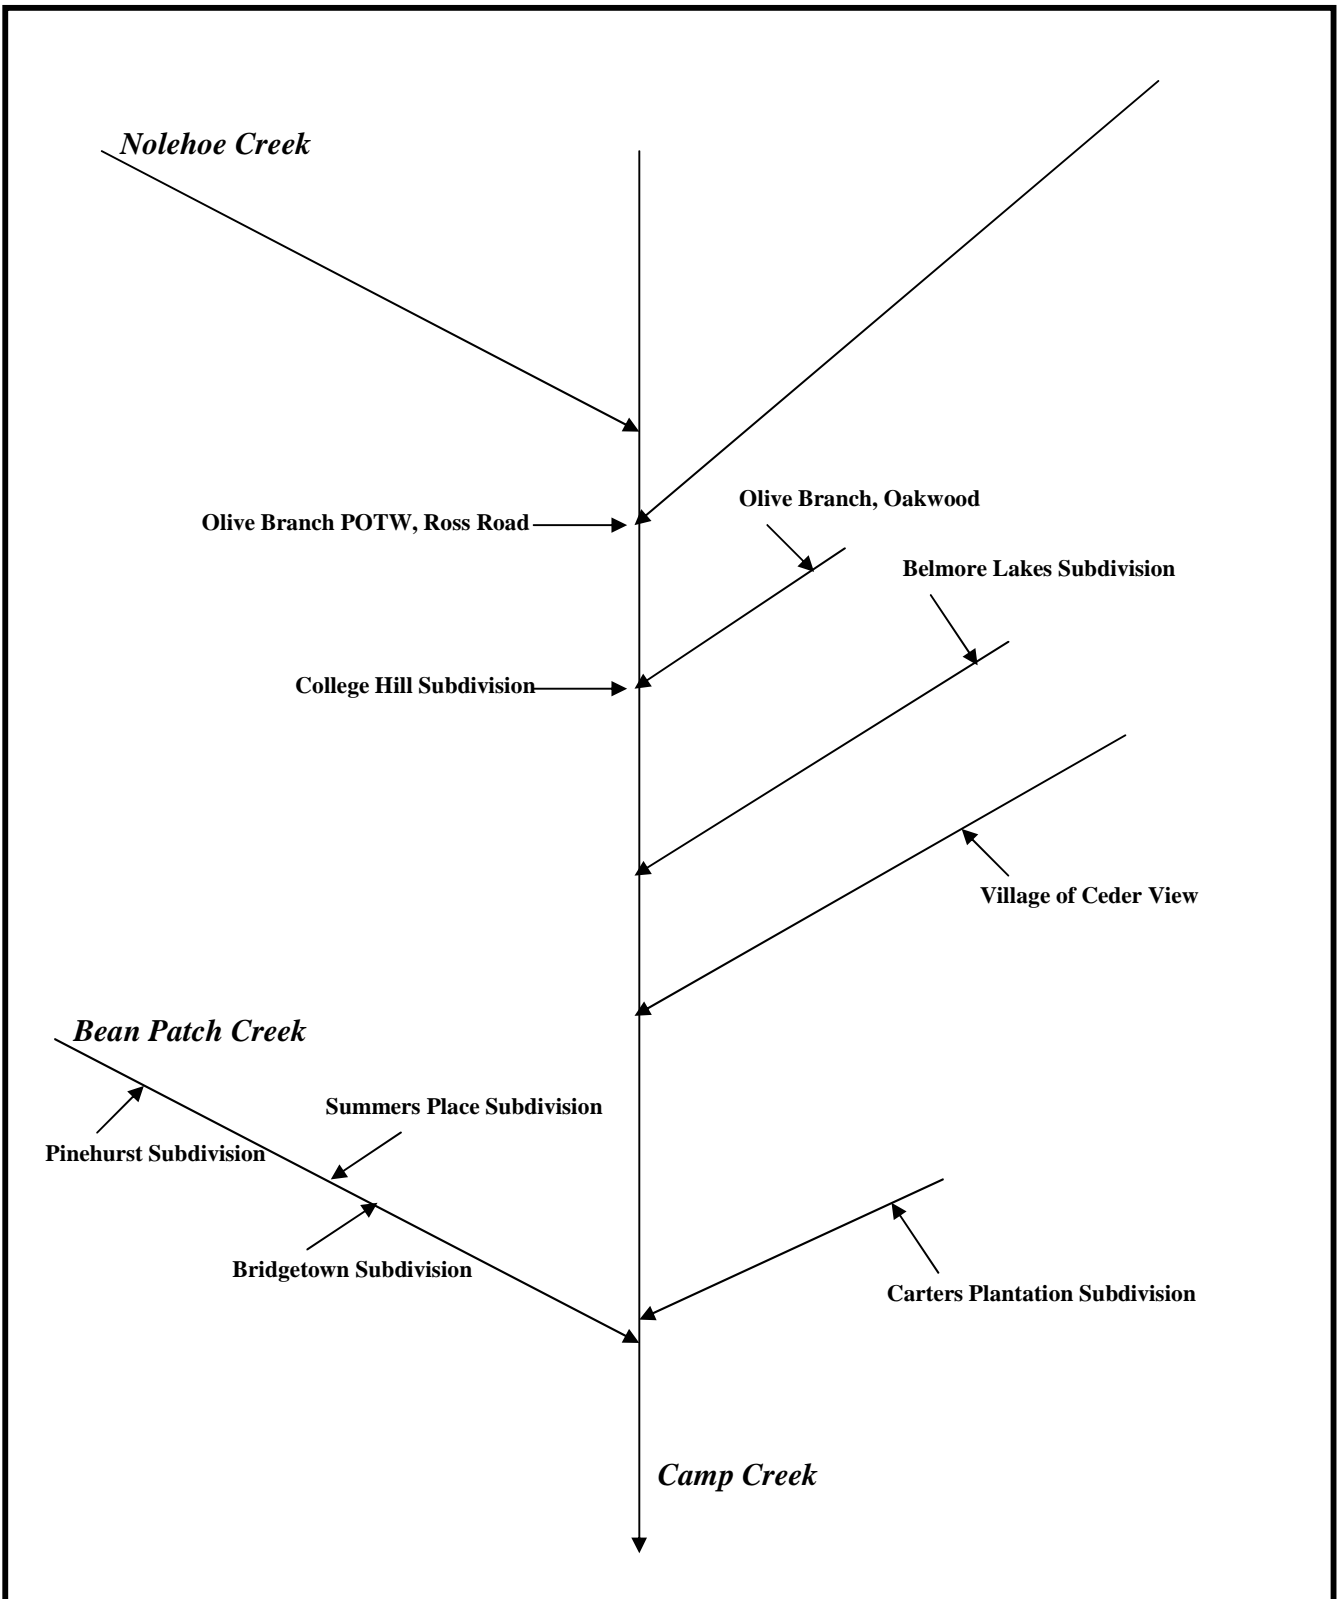 Nolehoe Creek
Olive Branch, Oakwood
Olive Branch POTW, Ross Road
Belmore Lakes Subdivision
College Hill Subdivision
Village of Ceder View
Bean Patch Creek
Summers Place Subdivision
Pinehurst Subdivision
Bridgetown Subdivision
Carters Plantation Subdivision
Camp Creek